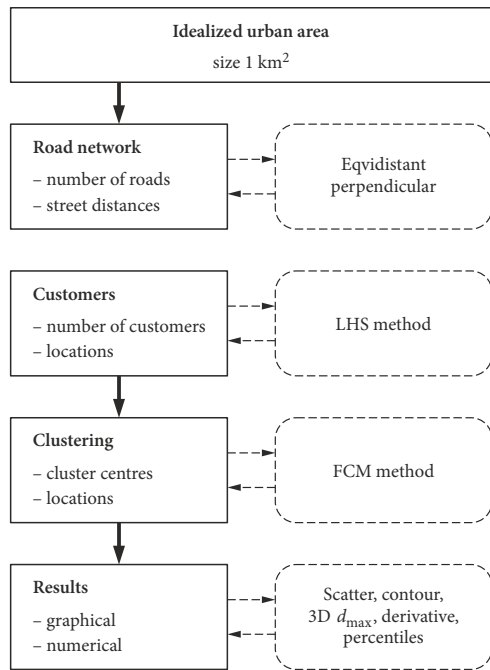 Idealized urban area
size 1 km²
Road network
– number of roads
– street distances
Eqvidistant
perpendicular
Customers
– number of customers
– locations
LHS method
Clustering
– cluster centres
– locations
FCM method
Results
– graphical
– numerical
Scatter, contour,
3D dmax, derivative,
percentiles